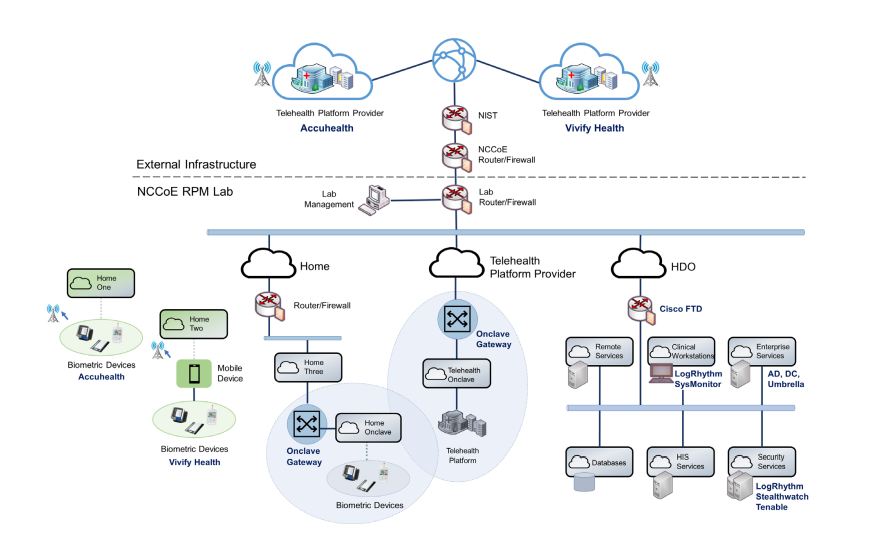 Telehealth Platform Provider
Accuhealth
Telehealth Platform Provider
Vivify Health
NIST
NCCoE
Router/Firewall
External Infrastructure
NCCoE RPM Lab
Lab
Management
Lab
Router/Firewall
Home
Telehealth
Platform Provider
HDO
Home
One
Biometric Devices
Accuhealth
Home
Two
Mobile
Device
Biometric Devices
Vivify Health
Router/Firewall
Home
Three
Onclave
Gateway
Home
Onclave
Biometric Devices
Onclave
Gateway
Telehealth
Onclave
Telehealth
Platform
Cisco FTD
Remote
Services
Clinical
Workstations
LogRhythm
SysMonitor
Enterprise
Services
AD, DC,
Umbrella
Databases
HIS
Services
Security
Services
LogRhythm
Stealthwatch
Tenable